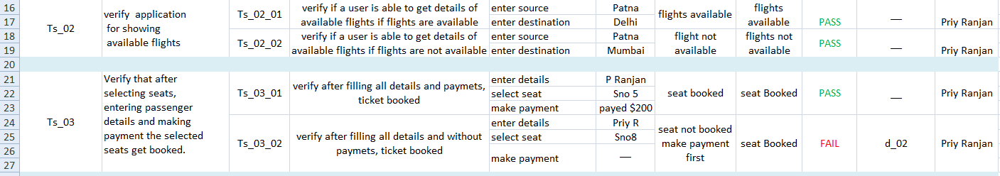 16 Ts_02 verify application Ts_02_01 verify if a user is able to get details of enter source Patna flights available flights PASS — Priy Ranjan
17 for showing available flights if flights are available enter destination Delhi available
18 available flights Ts_02_02 verify if a user is able to get details of enter source Patna flight not flights not PASS — Priy Ranjan
19 available flights if flights are not available enter destination Mumbai available available
20
21 Ts_03 Verify that after Ts_03_01 verify after filling all details and paymets, enter details P Ranjan seat booked seat Booked PASS — Priy Ranjan
22 selecting seats, ticket booked select seat Sno 5
23 entering passenger make payment payed $200
24 details and making Ts_03_02 verify after filling all details and without enter details Priy R seat not booked seat Booked FAIL d_02 Priy Ranjan
25 payment the selected paymets, ticket booked select seat Sno8 make payment
26 seats get booked. make payment — first
27